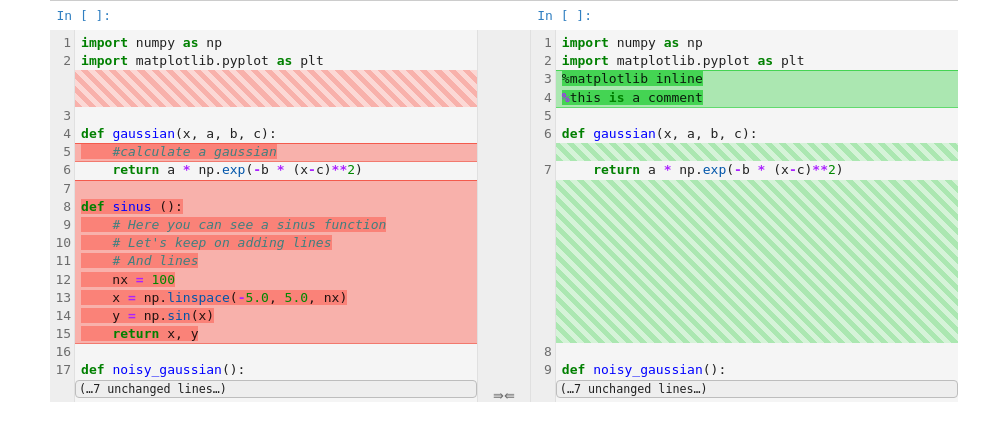 In [ ]:
1 import numpy as np
2 import matplotlib.pyplot as plt
3
4 def gaussian(x, a, b, c):
5     #calculate a gaussian
6     return a * np.exp(-b * (x-c)**2)
7
8 def sinus ():
9     # Here you can see a sinus function
10     # Let's keep on adding lines
11     # And lines
12     nx = 100
13     x = np.linspace(-5.0, 5.0, nx)
14     y = np.sin(x)
15     return x, y
16
17 def noisy_gaussian():
(…7 unchanged lines…)
⇒⇐
In [ ]:
1 import numpy as np
2 import matplotlib.pyplot as plt
3 %matplotlib inline
4 %this is a comment
5
6 def gaussian(x, a, b, c):
7     return a * np.exp(-b * (x-c)**2)
8
9 def noisy_gaussian():
(…7 unchanged lines…)